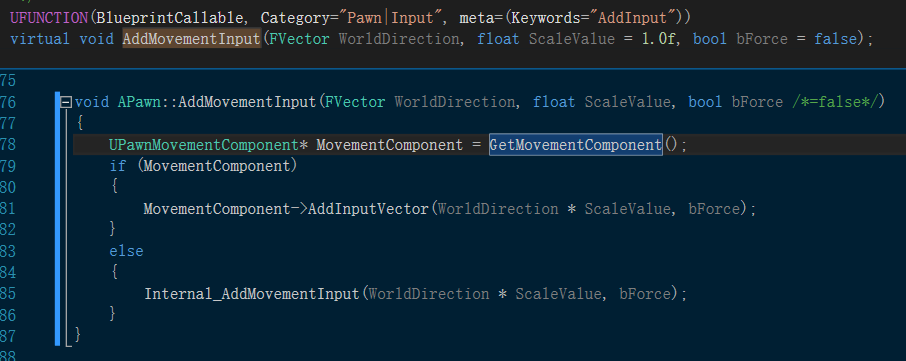 UFUNCTION(BlueprintCallable, Category="Pawn|Input", meta=(Keywords="AddInput"))
virtual void AddMovementInput(FVector WorldDirection, float ScaleValue = 1.0f, bool bForce = false);
75
76 void APawn::AddMovementInput(FVector WorldDirection, float ScaleValue, bool bForce /*=false*/)
77 {
78 UPawnMovementComponent* MovementComponent = GetMovementComponent();
79 if (MovementComponent)
80 {
81 MovementComponent->AddInputVector(WorldDirection * ScaleValue, bForce);
82 }
83 else
84 {
85 Internal_AddMovementInput(WorldDirection * ScaleValue, bForce);
86 }
87 }
88